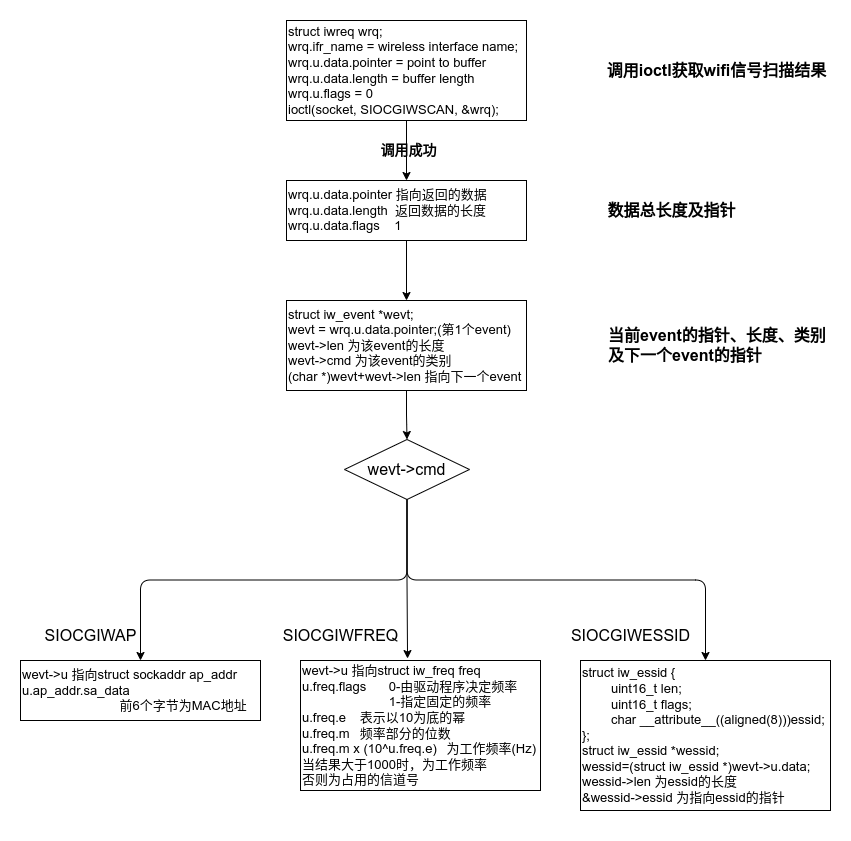 struct iwreq wrq;
wrq.ifr_name = wireless interface name;
wrq.u.data.pointer = point to buffer
wrq.u.data.length = buffer length
wrq.u.flags = 0
ioctl(socket, SIOCGIWSCAN, &wrq);
调用ioctl获取wifi信号扫描结果
调用成功
wrq.u.data.pointer 指向返回的数据
wrq.u.data.length 返回数据的长度
wrq.u.data.flags 1
数据总长度及指针
struct iw_event *wevt;
wevt = wrq.u.data.pointer;(第1个event)
wevt->len 为该event的长度
wevt->cmd 为该event的类别
(char *)wevt+wevt->len 指向下一个event
当前event的指针、长度、类别
及下一个event的指针
wevt->cmd
SIOCGIWAP
wevt->u 指向struct sockaddr ap_addr
u.ap_addr.sa_data
前6个字节为MAC地址
SIOCGIWFREQ
wevt->u 指向struct iw_freq freq
u.freq.flags 0-由驱动程序决定频率
1-指定固定的频率
u.freq.e 表示以10为底的幂
u.freq.m 频率部分的位数
u.freq.m x (10^u.freq.e) 为工作频率(Hz)
当结果大于1000时，为工作频率
否则为占用的信道号
SIOCGIWESSID
struct iw_essid {
uint16_t len;
uint16_t flags;
char __attribute__((aligned(8)))essid;
};
struct iw_essid *wessid;
wessid=(struct iw_essid *)wevt->u.data;
wessid->len 为essid的长度
&wessid->essid 为指向essid的指针